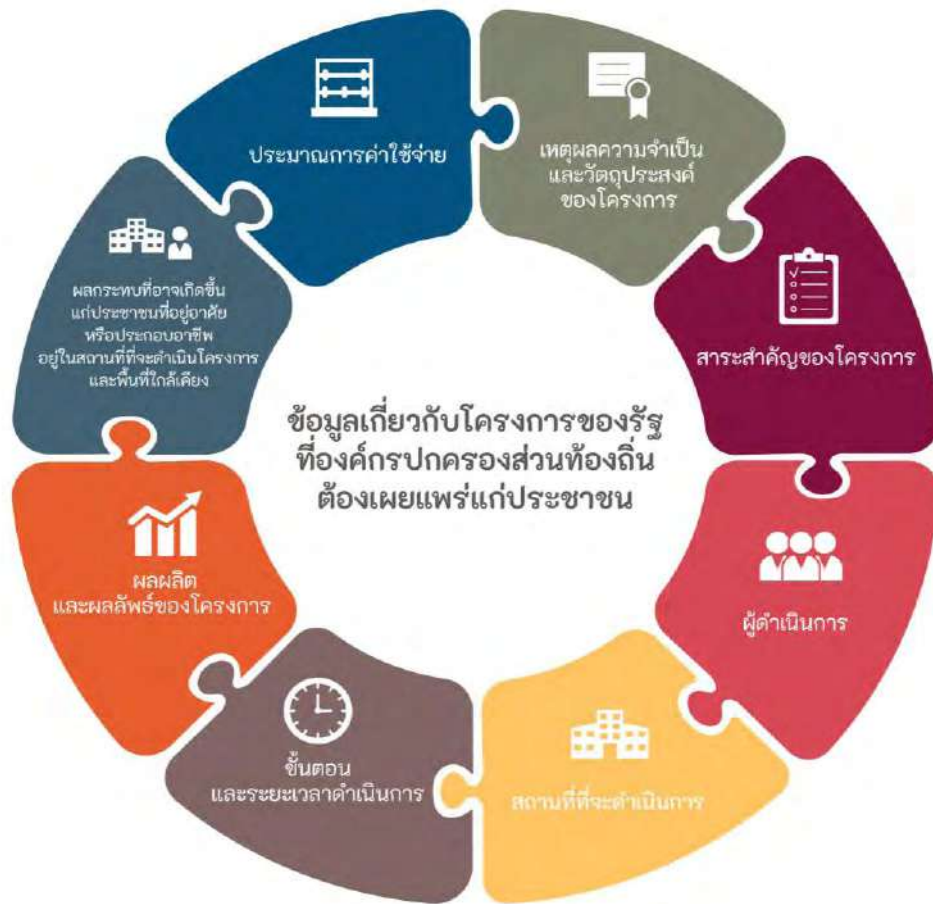 ประมาณการค่าใช้จ่าย
เหตุผลความจำเป็น
และวัตถุประสงค์
ของโครงการ
สาระสำคัญของโครงการ
ผู้ดำเนินการ
สถานที่ที่จะดำเนินการ
ขั้นตอน
และระยะเวลาดำเนินการ
ผลผลิต
และผลลัพธ์ของโครงการ
ผลกระทบที่อาจเกิดขึ้น
แก่ประชาชนที่อยู่อาศัย
หรือประกอบอาชีพ
อยู่ในสถานที่ที่จะดำเนินโครงการ
และพื้นที่ใกล้เคียง
ข้อมูลเกี่ยวกับโครงการของรัฐ
ที่องค์กรปกครองส่วนท้องถิ่น
ต้องเผยแพร่แก่ประชาชน